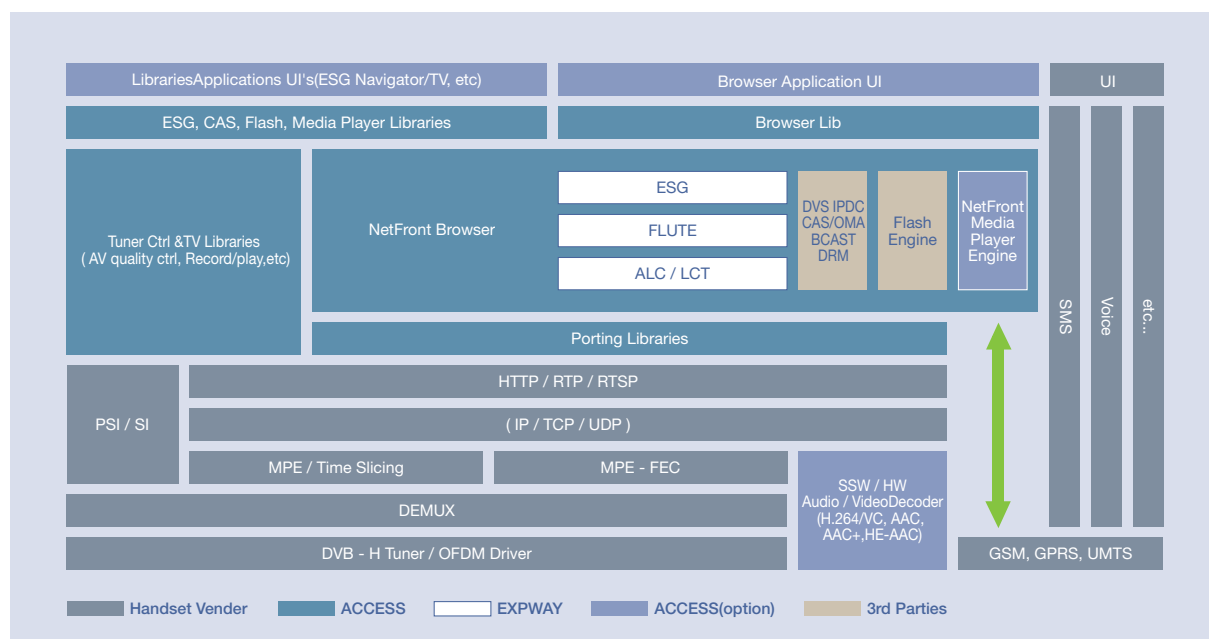 LibrariesApplications UI's(ESG Navigator/TV, etc)
Browser Application UI
UI
ESG, CAS, Flash, Media Player Libraries
Browser Lib
Tuner Ctrl &TV Libraries
( AV quality ctrl, Record/play,etc)
NetFront Browser
ESG
FLUTE
ALC / LCT
DVS IPDC
CAS/OMA
BCAST
DRM
Flash
Engine
NetFront
Media
Player
Engine
SMS
Voice
etc...
Porting Libraries
PSI / SI
HTTP / RTP / RTSP
( IP / TCP / UDP )
MPE / Time Slicing
MPE - FEC
SSW / HW
Audio / VideoDecoder
(H.264/VC, AAC,
AAC+,HE-AAC)
DEMUX
DVB - H Tuner / OFDM Driver
GSM, GPRS, UMTS
Handset Vender
ACCESS
EXPWAY
ACCESS(option)
3rd Parties